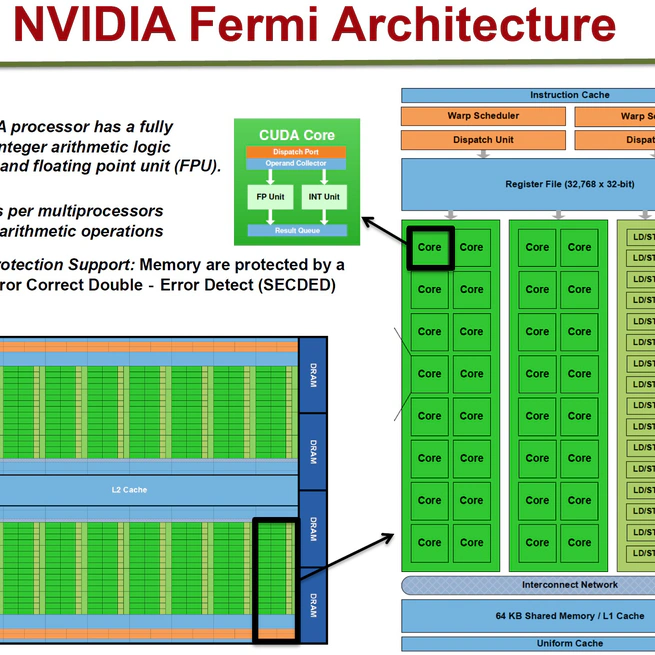 NVIDIA Fermi Architecture
A processor has a fully
nteger arithmetic logic
and floating point unit (FPU).
s per multiprocessors
arithmetic operations
rotection Support: Memory are protected by a
ror Correct Double - Error Detect (SECDED)
CUDA Core
Dispatch Port
Operand Collector
FP Unit
INT Unit
Result Queue
DRAM
DRAM
L2 Cache
DRAM
DRAM
Instruction Cache
Warp Scheduler
Warp S
Dispatch Unit
Dispat
Register File (32,768 x 32-bit)
Core Core Core Core LD/ST
LD/ST
Core Core Core Core LD/ST
LD/ST
Core Core Core Core LD/ST
LD/ST
Core Core Core Core LD/ST
LD/ST
Core Core Core Core LD/ST
LD/ST
Core Core Core Core LD/ST
LD/ST
Core Core Core Core LD/ST
LD/ST
Core Core Core Core LD/ST
LD/ST
Interconnect Network
64 KB Shared Memory / L1 Cache
Uniform Cache